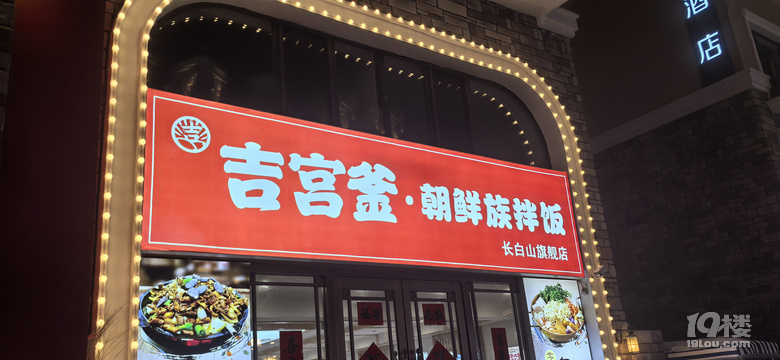 酒店
吉宫釜·朝鲜族拌饭
长白山旗舰店
19楼
19lou.com